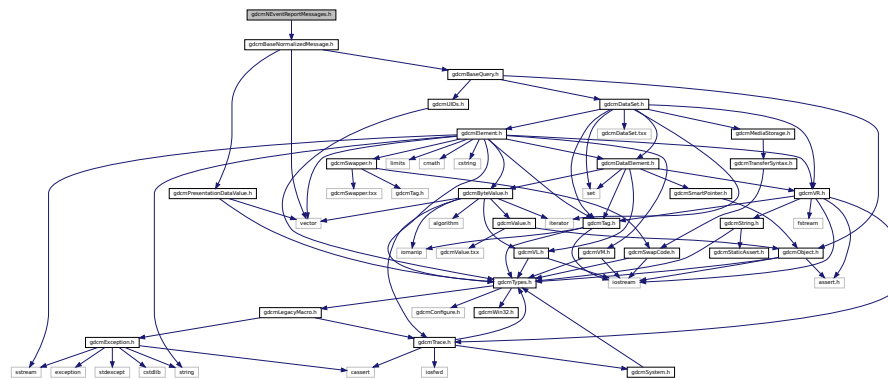 gdcmNEventReportMessages.h
gdcmBaseNormalizedMessage.h
gdcmBaseQuery.h
gdcmUIDs.h
gdcmDataSet.h
gdcmElement.h
gdcmDataSet.txx
gdcmMediaStorage.h
gdcmSwapper.h
limits
cmath
cstring
gdcmDataElement.h
gdcmTransferSyntax.h
gdcmPresentationDataValue.h
gdcmSwapper.txx
gdcmTag.h
gdcmByteValue.h
set
gdcmSmartPointer.h
gdcmVR.h
vector
algorithm
gdcmValue.h
iterator
gdcmTag.h
gdcmString.h
fstream
iomanip
gdcmValue.txx
gdcmVL.h
gdcmVM.h
gdcmSwapCode.h
gdcmStaticAssert.h
gdcmObject.h
gdcmTypes.h
iostream
assert.h
gdcmLegacyMacro.h
gdcmConfigure.h
gdcmWin32.h
gdcmException.h
gdcmTrace.h
sstream
exception
stdexcept
cstdlib
string
cassert
iosfwd
gdcmSystem.h